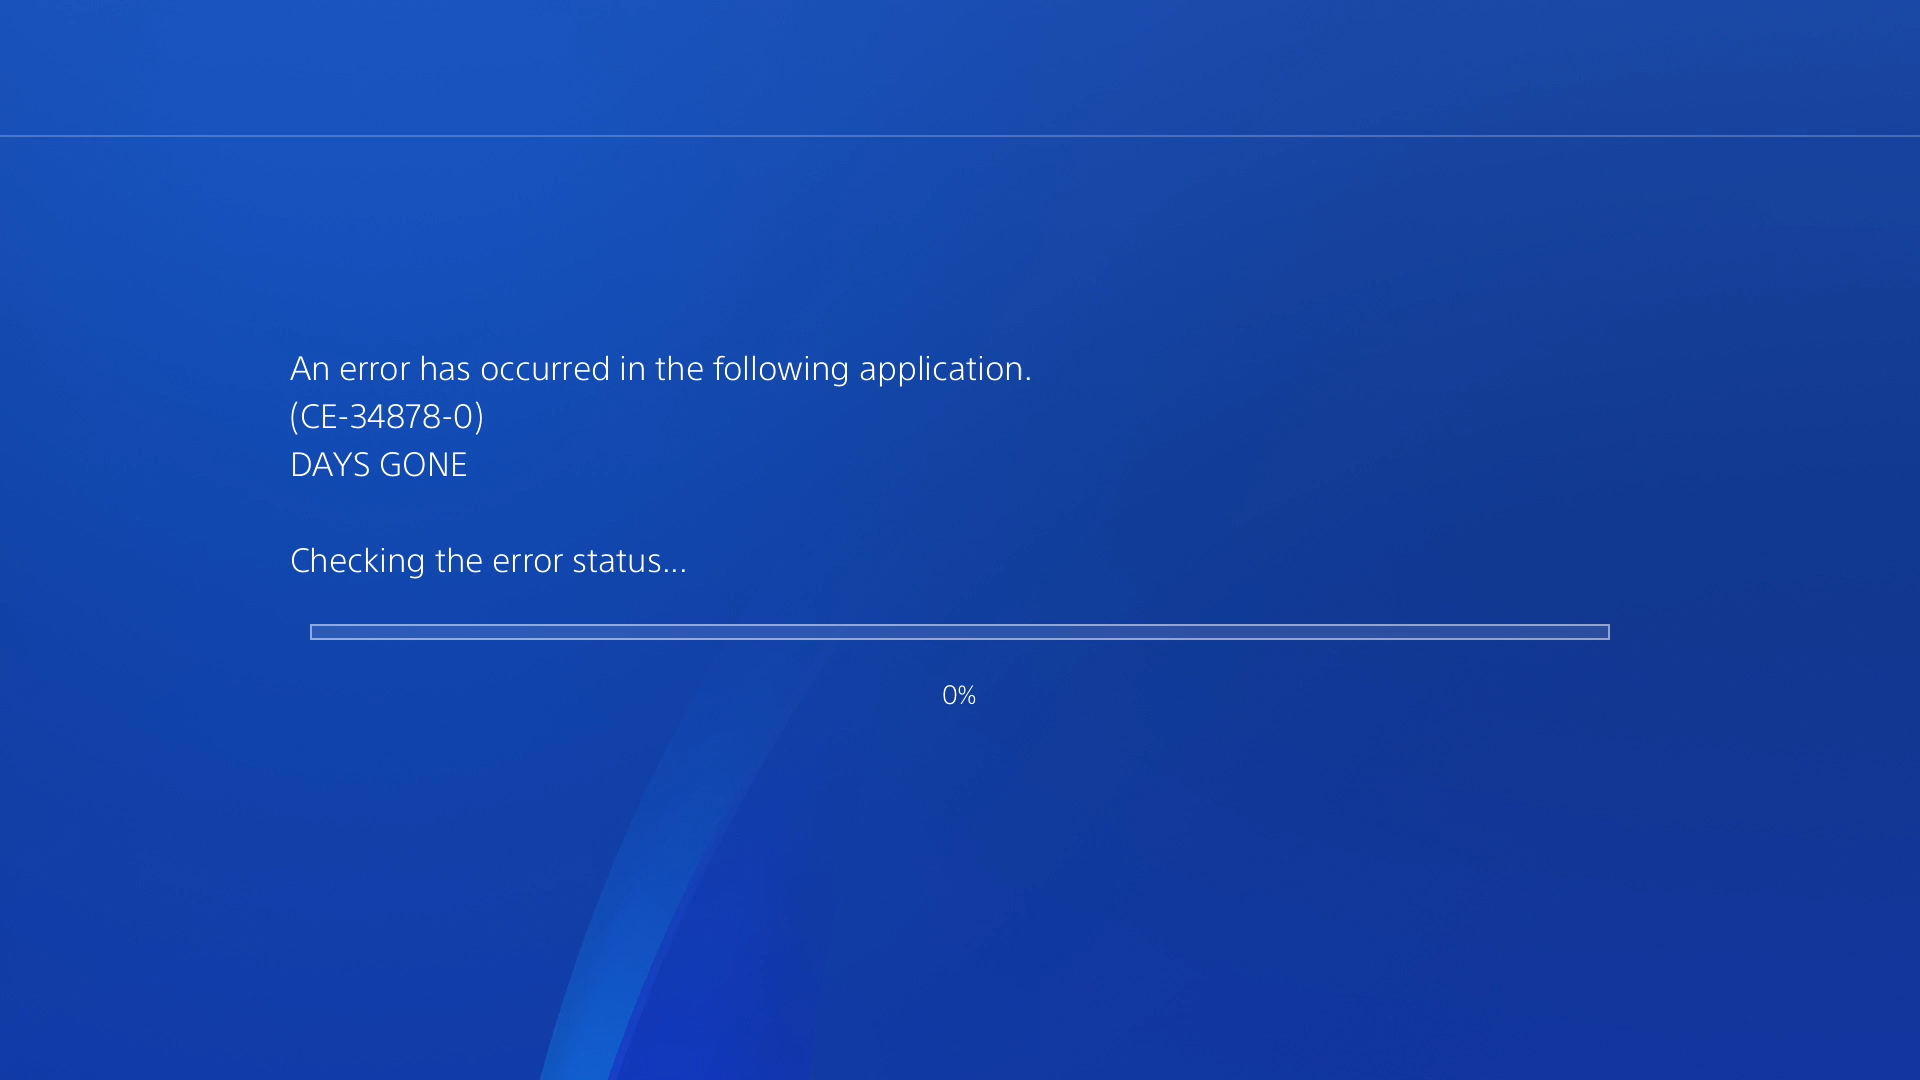 An error has occurred in the following application.
(CE-34878-0)
DAYS GONE
Checking the error status...
0%